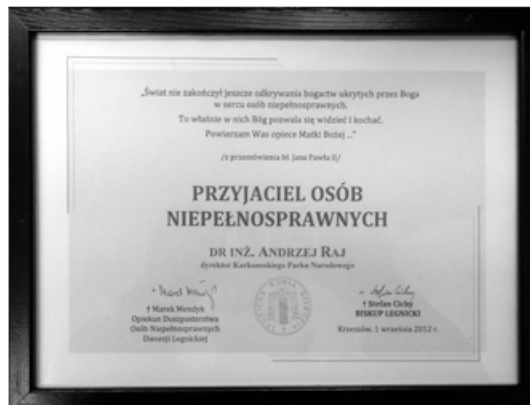 „Świat nie zakończył jeszcze odkrywania bogactw ukrytych przez Boga
w sercu osób niepełnosprawnych.
To właśnie w nich Bóg pozwala się widzieć i kochać.
Powierzam Was opiece Matki Bożej ..."
/z przemówienia bł. Jana Pawła II/
PRZYJACIEL OSÓB
NIEPEŁNOSPRAWNYCH
DR INŻ. ANDRZEJ RAJ
dyrektor Karkonoskiego Parku Narodowego
† Marek Mendyk
Opiekun Duszpasterstwa
Osób Niepełnosprawnych
Diecezji Legnickiej
† Stefan Cichy
BISKUP LEGNICKI
Krzeszów, 1 września 2012 r.